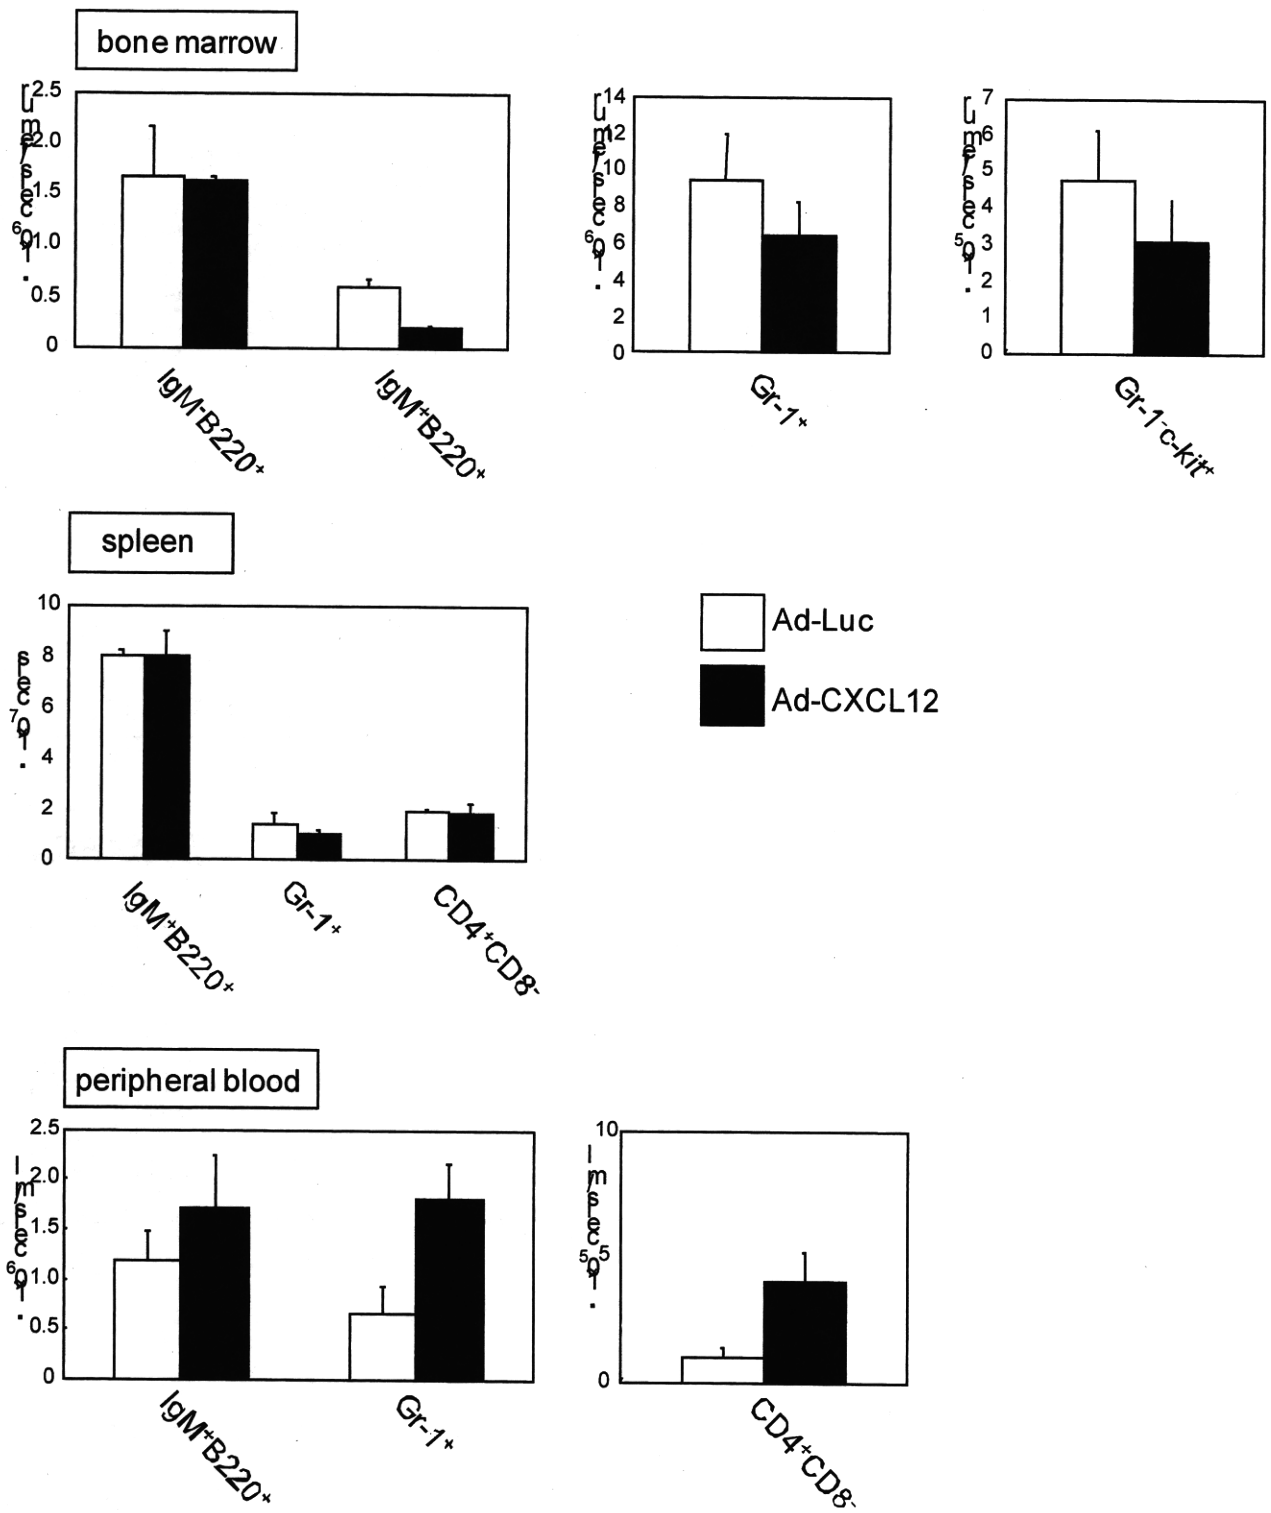 bone marrow
2.5
2.0
1.5
1.0
0.5
0
IgM⁻B220⁺
IgM⁺B220⁺
14
12
10
8
6
4
2
0
Gr-1⁺
7
6
5
4
3
2
1
0
Gr-1⁻c-kit⁺
spleen
10
8
6
4
2
0
IgM⁺B220⁺
Gr-1⁺
CD4⁺CD8⁻
Ad-Luc
Ad-CXCL12
peripheral blood
2.5
2.0
1.5
1.0
0.5
0
IgM⁺B220⁺
Gr-1⁺
10
5
0
CD4⁺CD8⁻